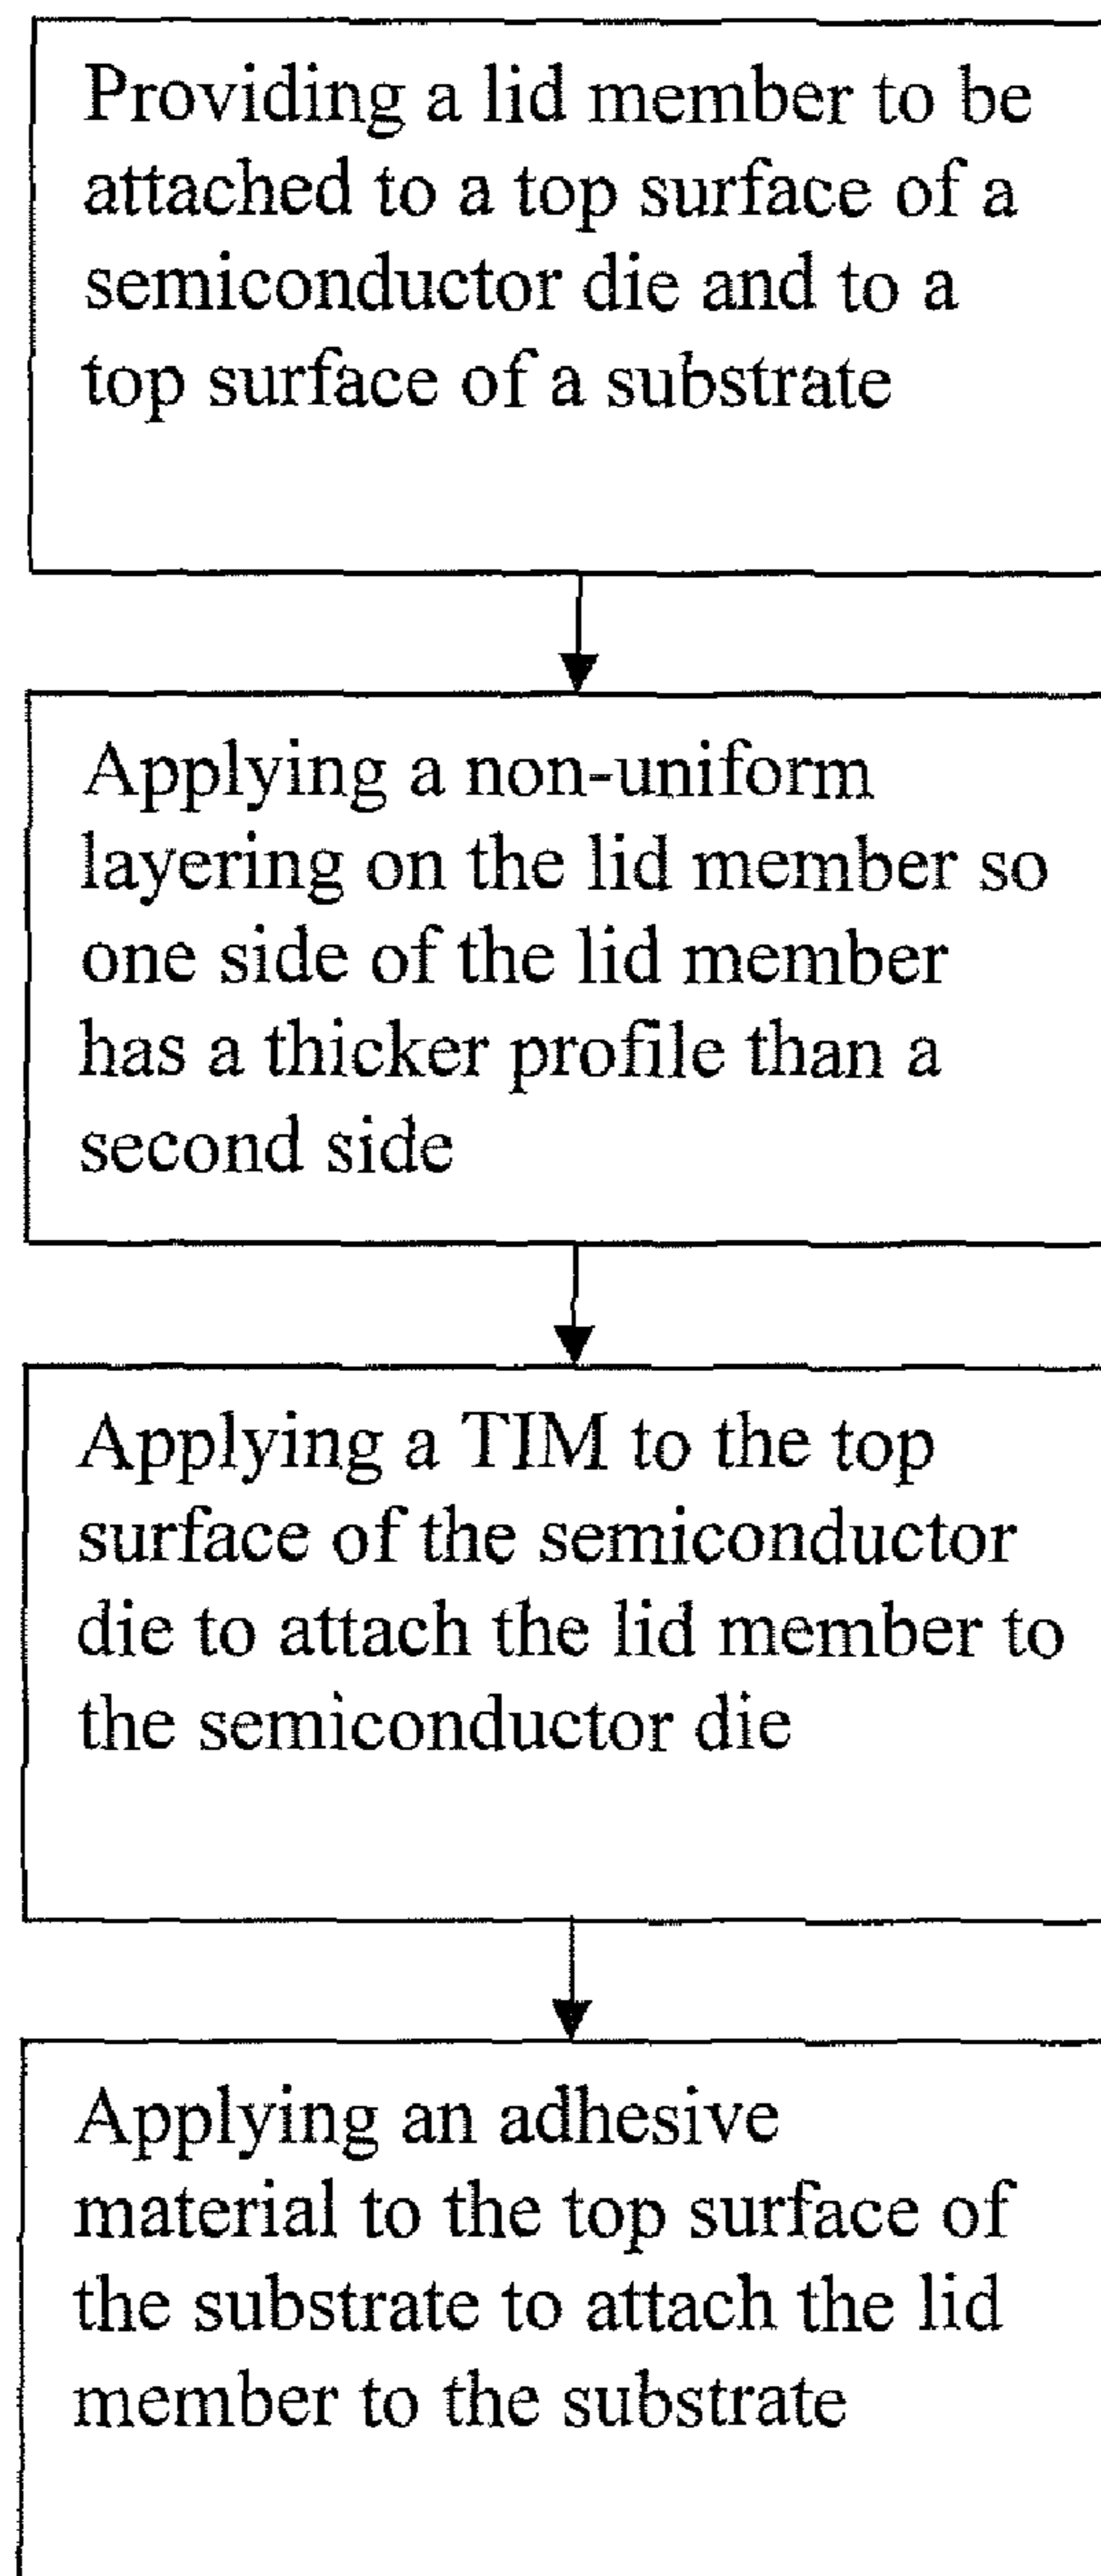 Providing a lid member to be
attached to a top surface of a
semiconductor die and to a
top surface of a substrate
Applying a non-uniform
layering on the lid member so
one side of the lid member
has a thicker profile than a
second side
Applying a TIM to the top
surface of the semiconductor
die to attach the lid member to
the semiconductor die
Applying an adhesive
material to the top surface of
the substrate to attach the lid
member to the substrate